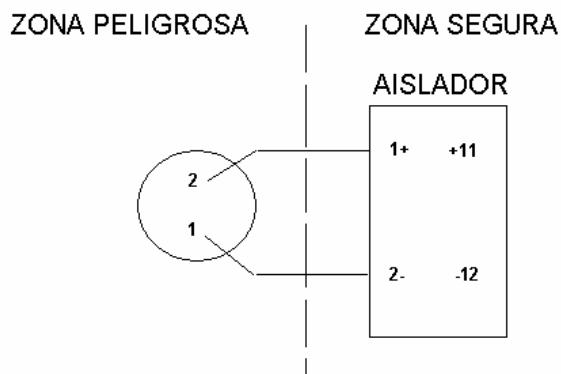 ZONA PELIGROSA
ZONA SEGURA
AISLADOR
1+ +11
2
1
2- -12